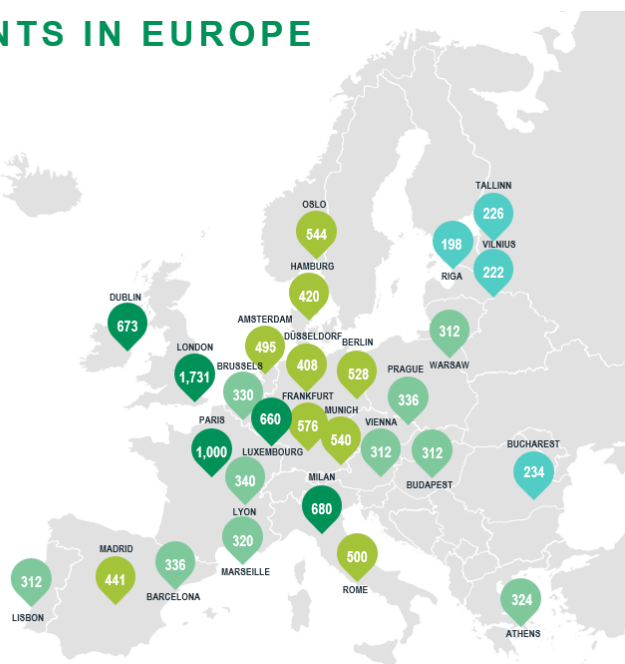 NTS IN EUROPE
TALLINN
226
OSLO
544
198
VILNIUS
RIGA
222
HAMBURG
420
DUBLIN
673
AMSTERDAM
495
DÜSSELDORF
408
BERLIN
528
312
WARSAW
LONDON
1,731
BRUSSELS
330
PRAGUE
336
FRANKFURT
576
660
LUXEMBOURG
MUNICH
540
VIENNA
312
312
BUDAPEST
PARIS
1,000
BUCHAREST
234
340
LYON
MILAN
680
320
MARSEILLE
MADRID
441
336
BARCELONA
500
ROME
312
LISBON
324
ATHENS